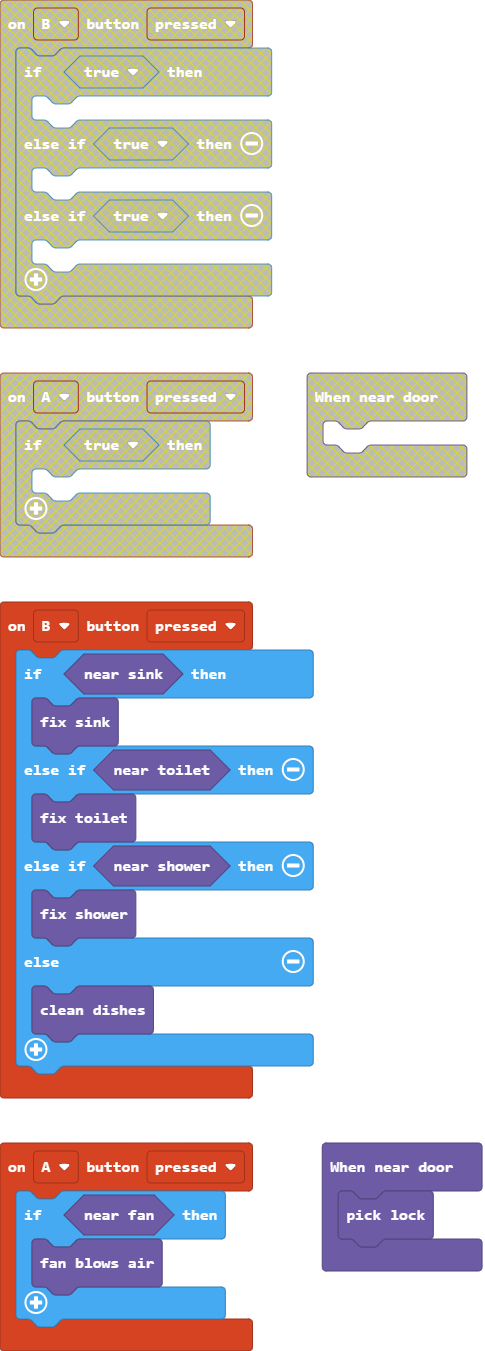 on B button pressed
if true then
else if true then
else if true then
on A button pressed
When near door
if true then
on B button pressed
if near sink then
fix sink
else if near toilet then
fix toilet
else if near shower then
fix shower
else
clean dishes
on A button pressed
When near door
if near fan then
pick lock
fan blows air